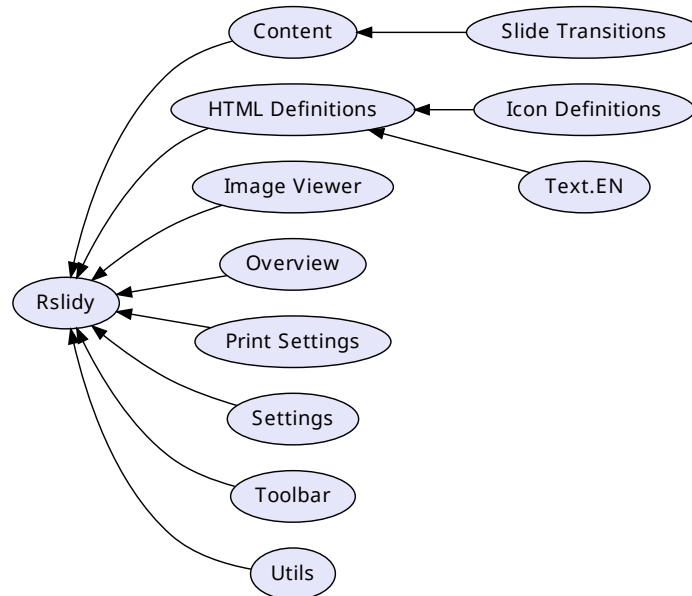 Content
Slide Transitions
HTML Definitions
Icon Definitions
Image Viewer
Text.EN
Overview
Rslidy
Print Settings
Settings
Toolbar
Utils